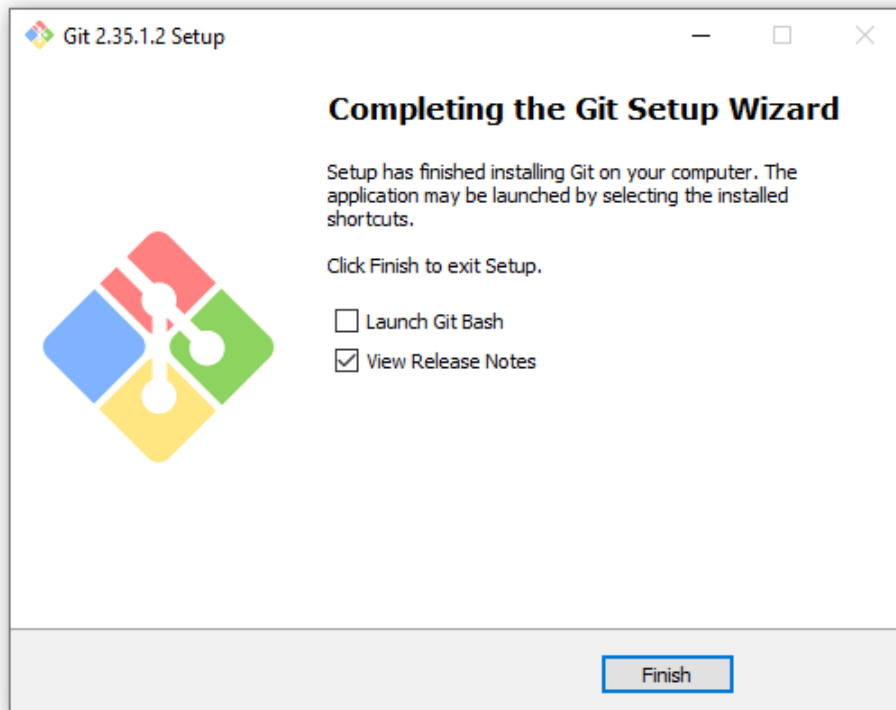 Git 2.35.1.2 Setup
Completing the Git Setup Wizard
Setup has finished installing Git on your computer. The
application may be launched by selecting the installed
shortcuts.
Click Finish to exit Setup.
Launch Git Bash
View Release Notes
Finish